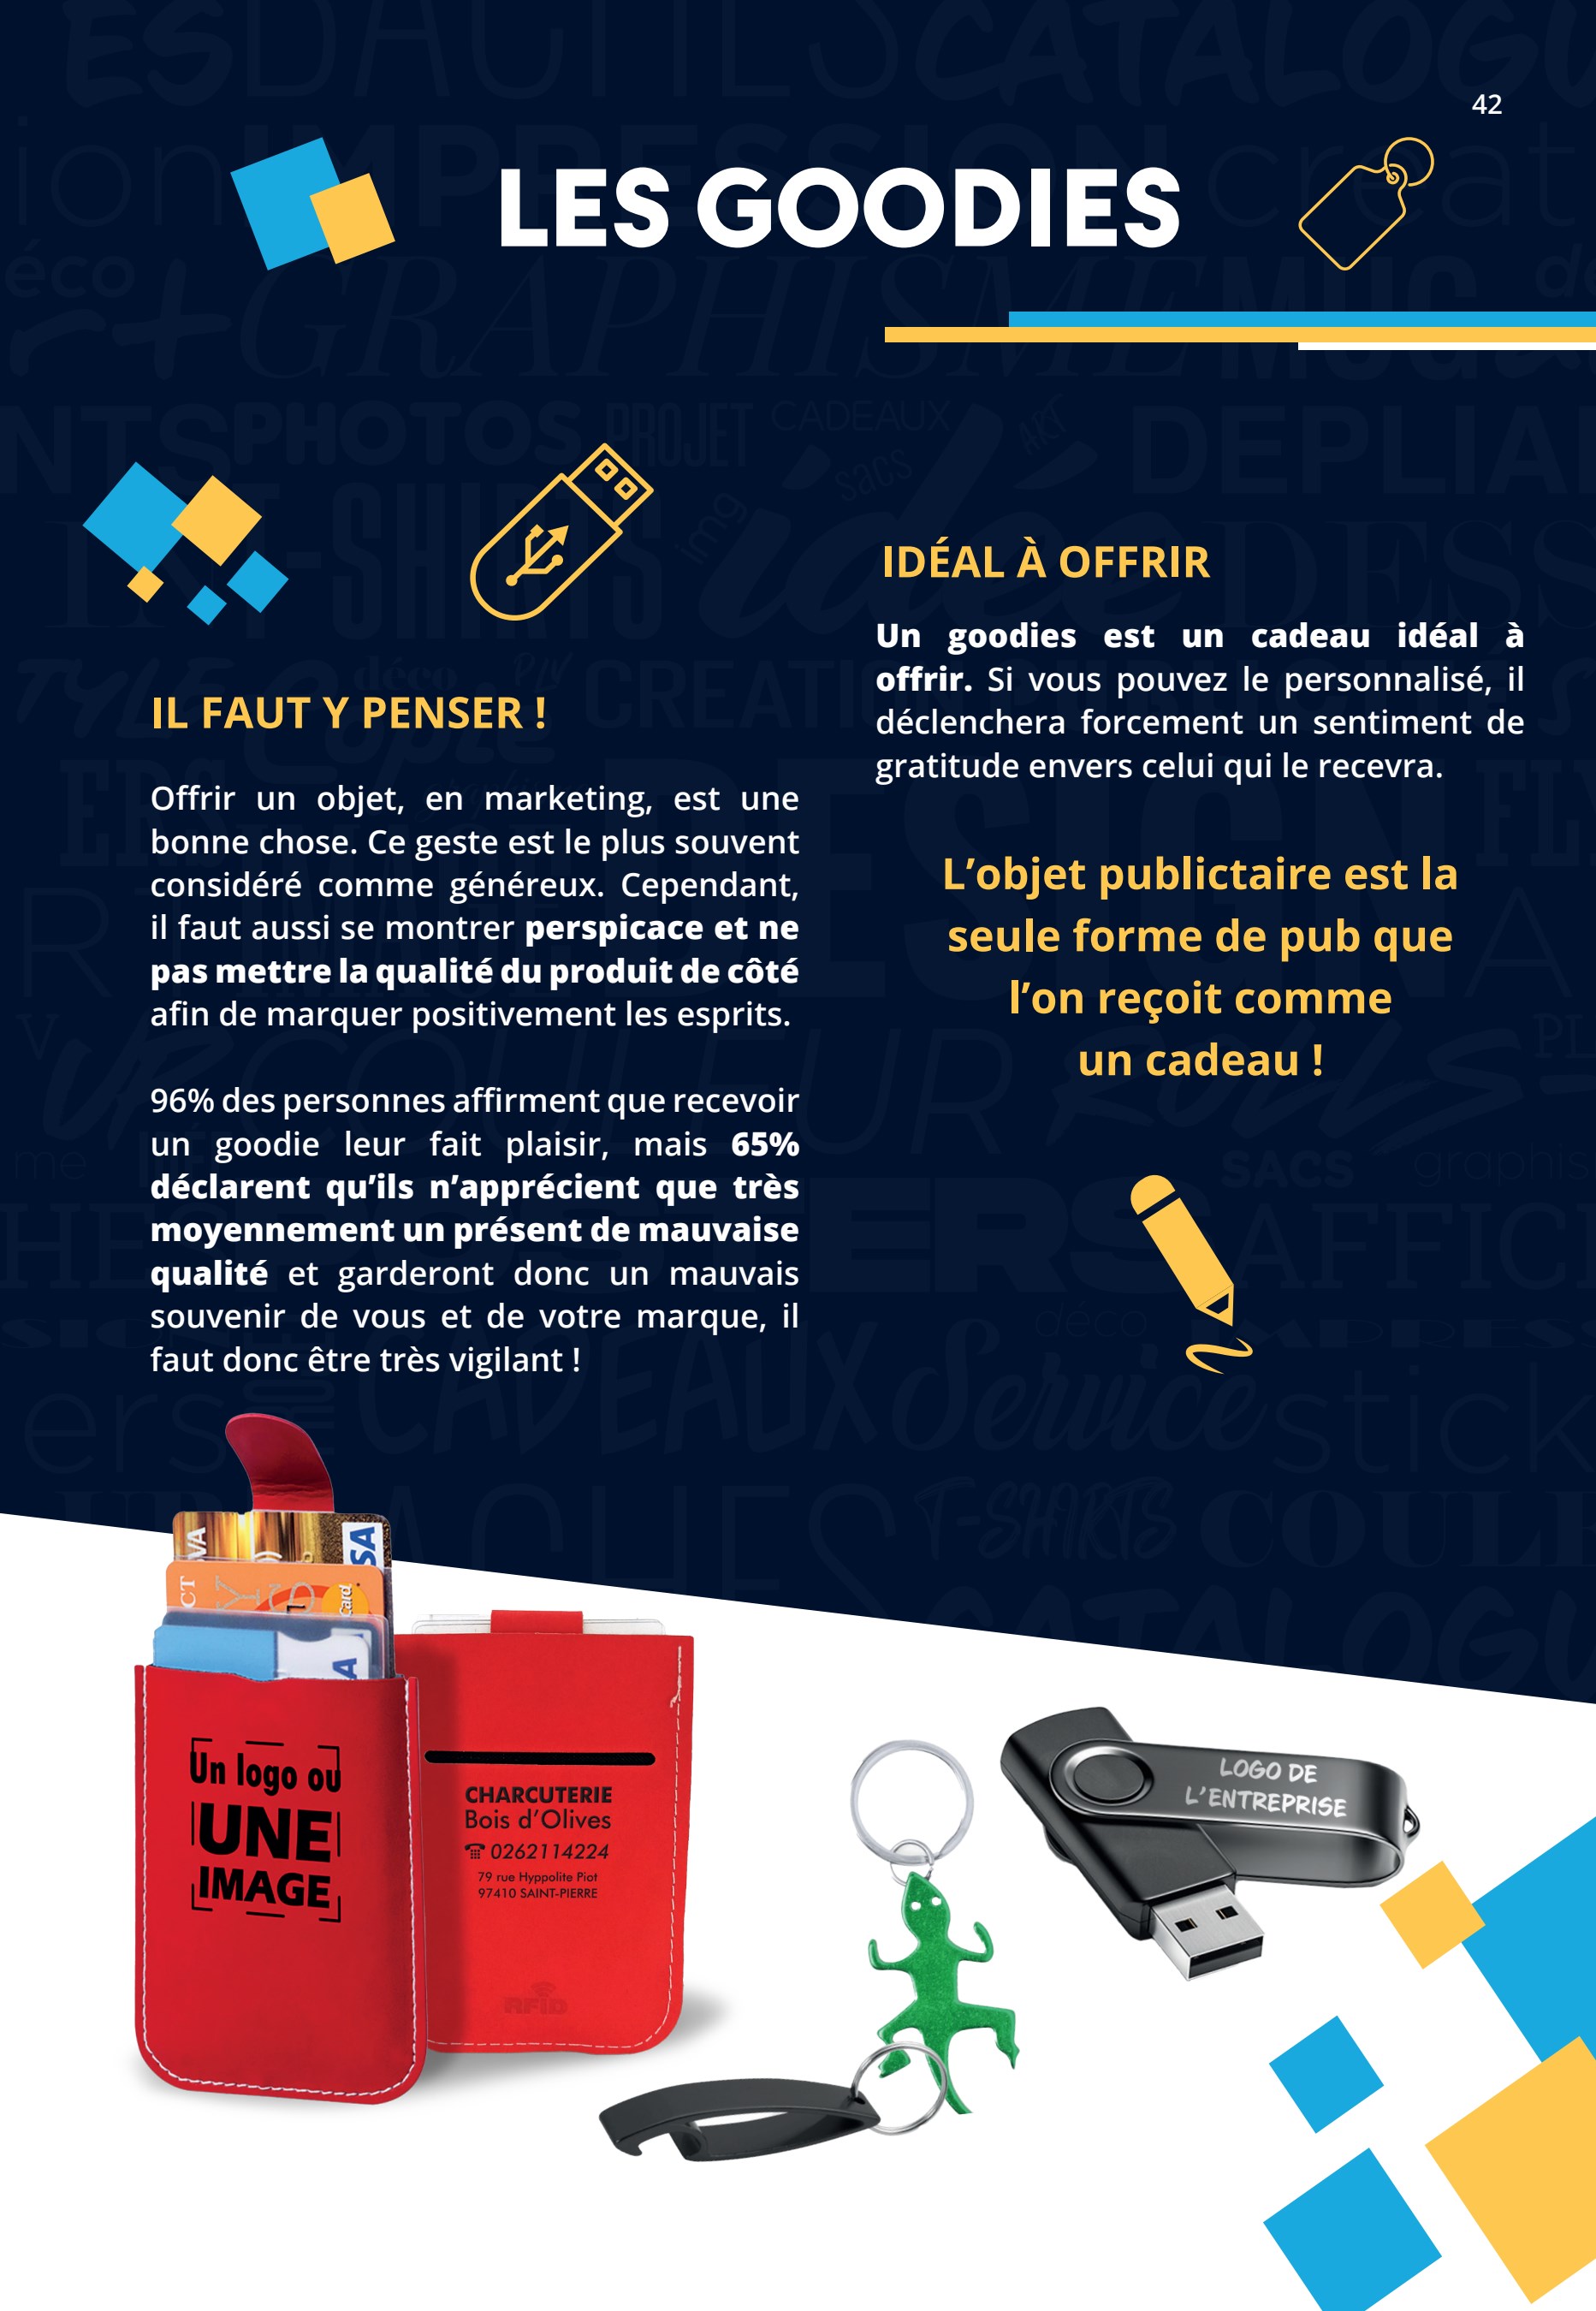 42
LES GOODIES
IL FAUT Y PENSER !
Offrir un objet, en marketing, est une
bonne chose. Ce geste est le plus souvent
considéré comme généreux. Cependant,
il faut aussi se montrer perspicace et ne
pas mettre la qualité du produit de côté
afin de marquer positivement les esprits.
96% des personnes affirment que recevoir
un goodie leur fait plaisir, mais 65%
déclarent qu’ils n’apprécient que très
moyennement un présent de mauvaise
qualité et garderont donc un mauvais
souvenir de vous et de votre marque, il
faut donc être très vigilant !
IDÉAL À OFFRIR
Un goodies est un cadeau idéal à
offrir. Si vous pouvez le personnalisé, il
déclenchera forcement un sentiment de
gratitude envers celui qui le recevra.
L’objet publictaire est la
seule forme de pub que
l’on reçoit comme
un cadeau !
Un logo ou
UNE
IMAGE
CHARCUTERIE
Bois d’Olives
0262114224
79 rue Hyppolite Piot
97410 SAINT-PIERRE
RFID
LOGO DE
L’ENTREPRISE